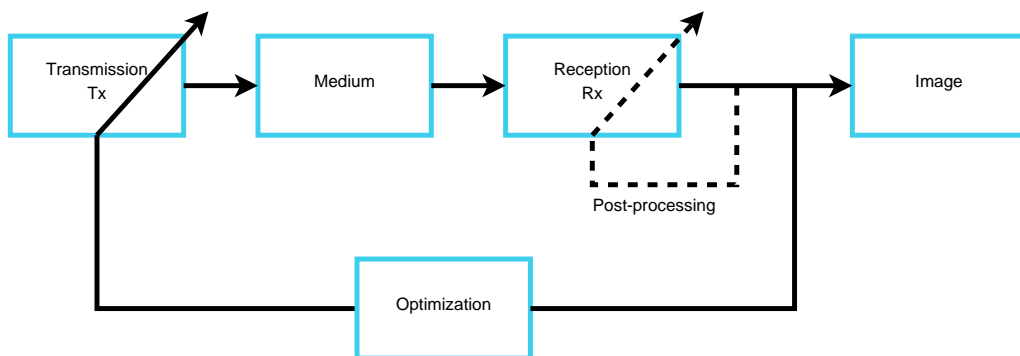 Transmission
Tx
Medium
Reception
Rx
Image
Post-processing
Optimization